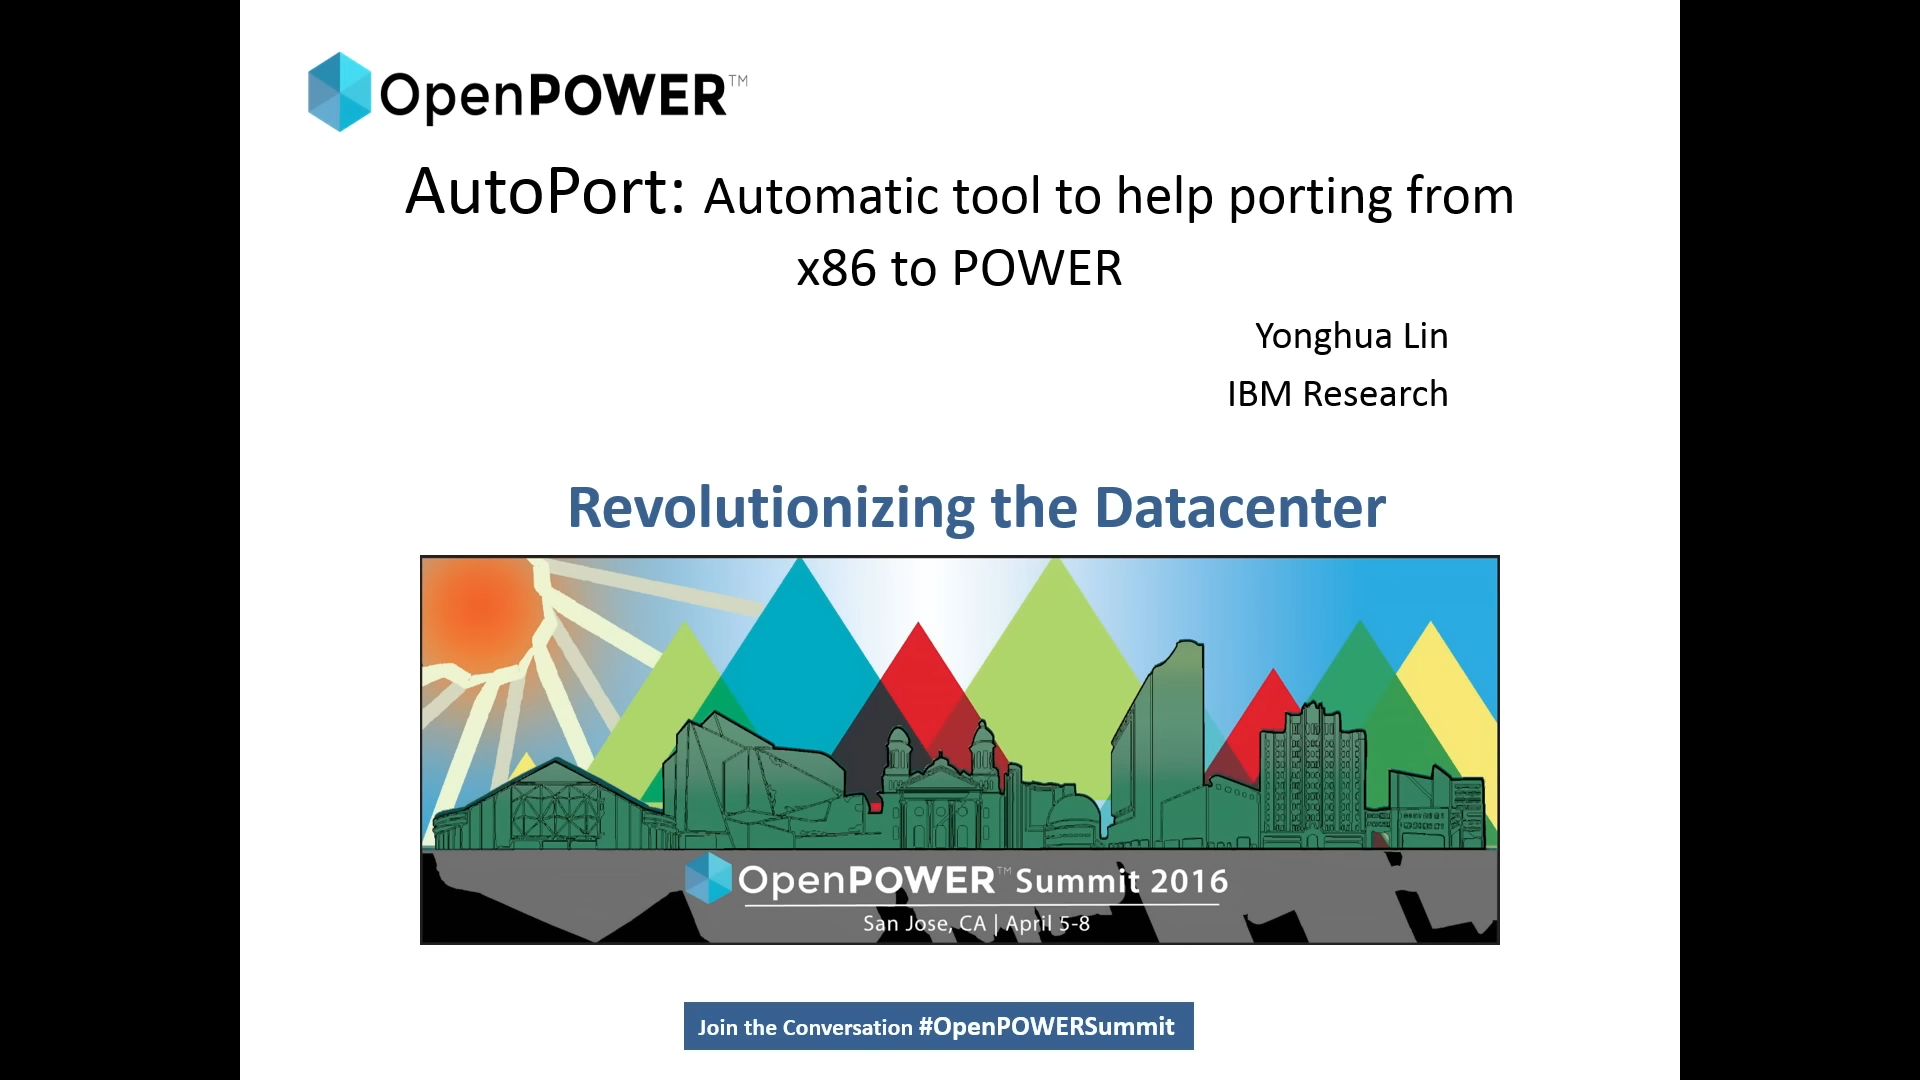 OpenPOWER™
AutoPort: Automatic tool to help porting from
x86 to POWER
Yonghua Lin
IBM Research
Revolutionizing the Datacenter
OpenPOWER™ Summit 2016
San Jose, CA | April 5-8
Join the Conversation #OpenPOWERSummit